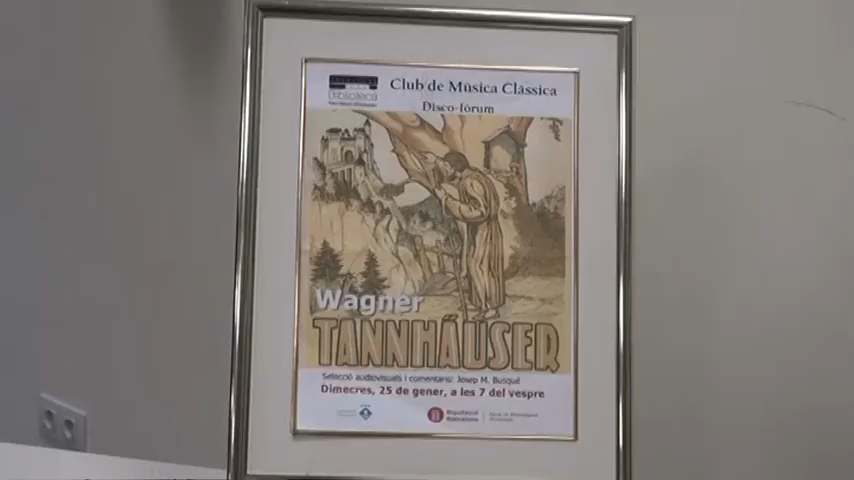 Biblioteca
Club de Música Clàssica
Disco-fòrum
Wagner
TANNHÄUSER
Selecció audiovisuals i comentaris: Josep M. Busqué
Dimecres, 25 de gener, a les 7 del vespre
Diputació
Barcelona